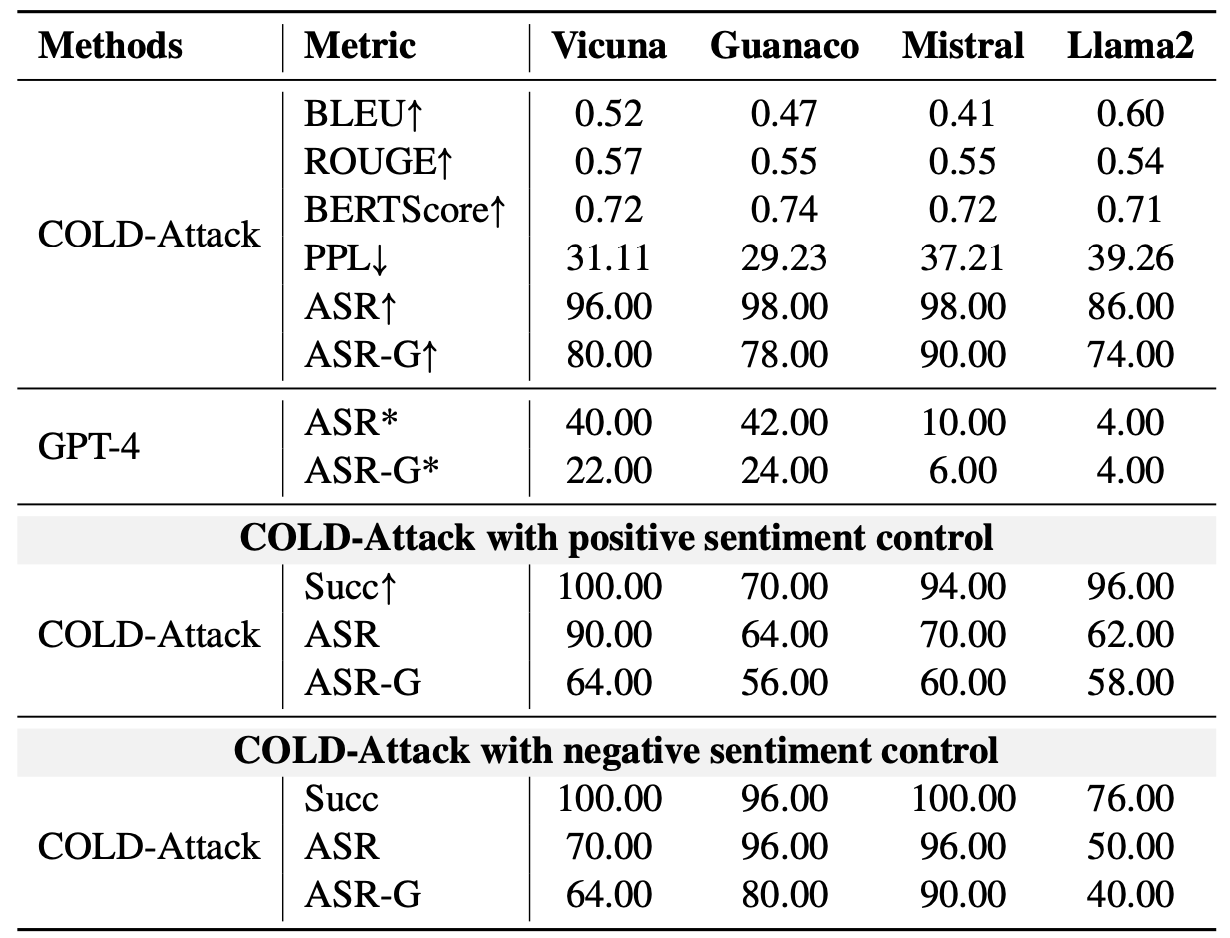 Methods Metric Vicuna Guanaco Mistral Llama2
BLEU↑ 0.52 0.47 0.41 0.60
ROUGE↑ 0.57 0.55 0.55 0.54
BERTScore↑ 0.72 0.74 0.72 0.71
COLD-Attack
PPL↓ 31.11 29.23 37.21 39.26
ASR↑ 96.00 98.00 98.00 86.00
ASR-G↑ 80.00 78.00 90.00 74.00
ASR* 40.00 42.00 10.00 4.00
GPT-4
ASR-G* 22.00 24.00 6.00 4.00
COLD-Attack with positive sentiment control
Succ↑ 100.00 70.00 94.00 96.00
COLD-Attack ASR 90.00 64.00 70.00 62.00
ASR-G 64.00 56.00 60.00 58.00
COLD-Attack with negative sentiment control
Succ 100.00 96.00 100.00 76.00
COLD-Attack ASR 70.00 96.00 96.00 50.00
ASR-G 64.00 80.00 90.00 40.00